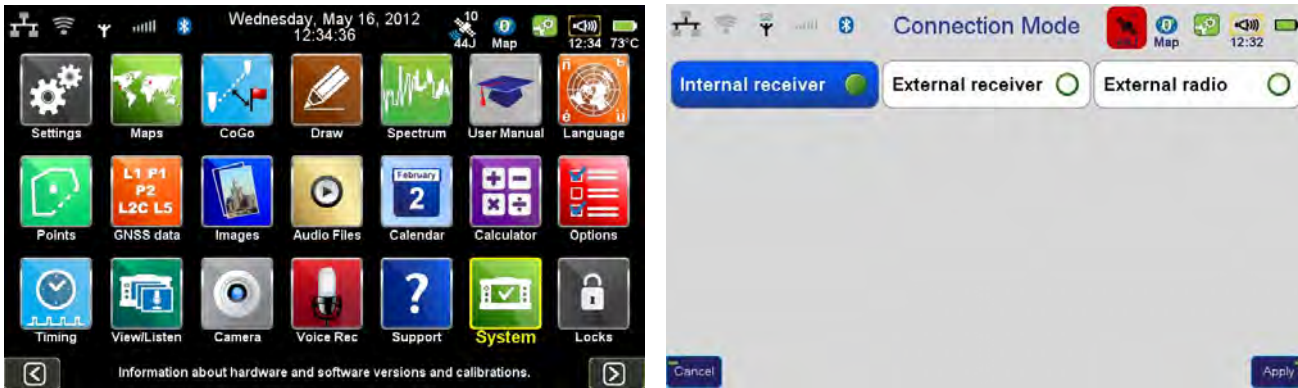 Wednesday, May 16, 2012
12:34:36
10
44J Map 12:34 73°C
Settings Maps CoGo Draw Spectrum User Manual Language
L1 P1
P2
L2C L5
February
2
Points GNSS data Images Audio Files Calendar Calculator Options
Timing View/Listen Camera Voice Rec Support System Locks
Information about hardware and software versions and calibrations.
Connection Mode
Map 12:32
Internal receiver External receiver External radio
Cancel Apply